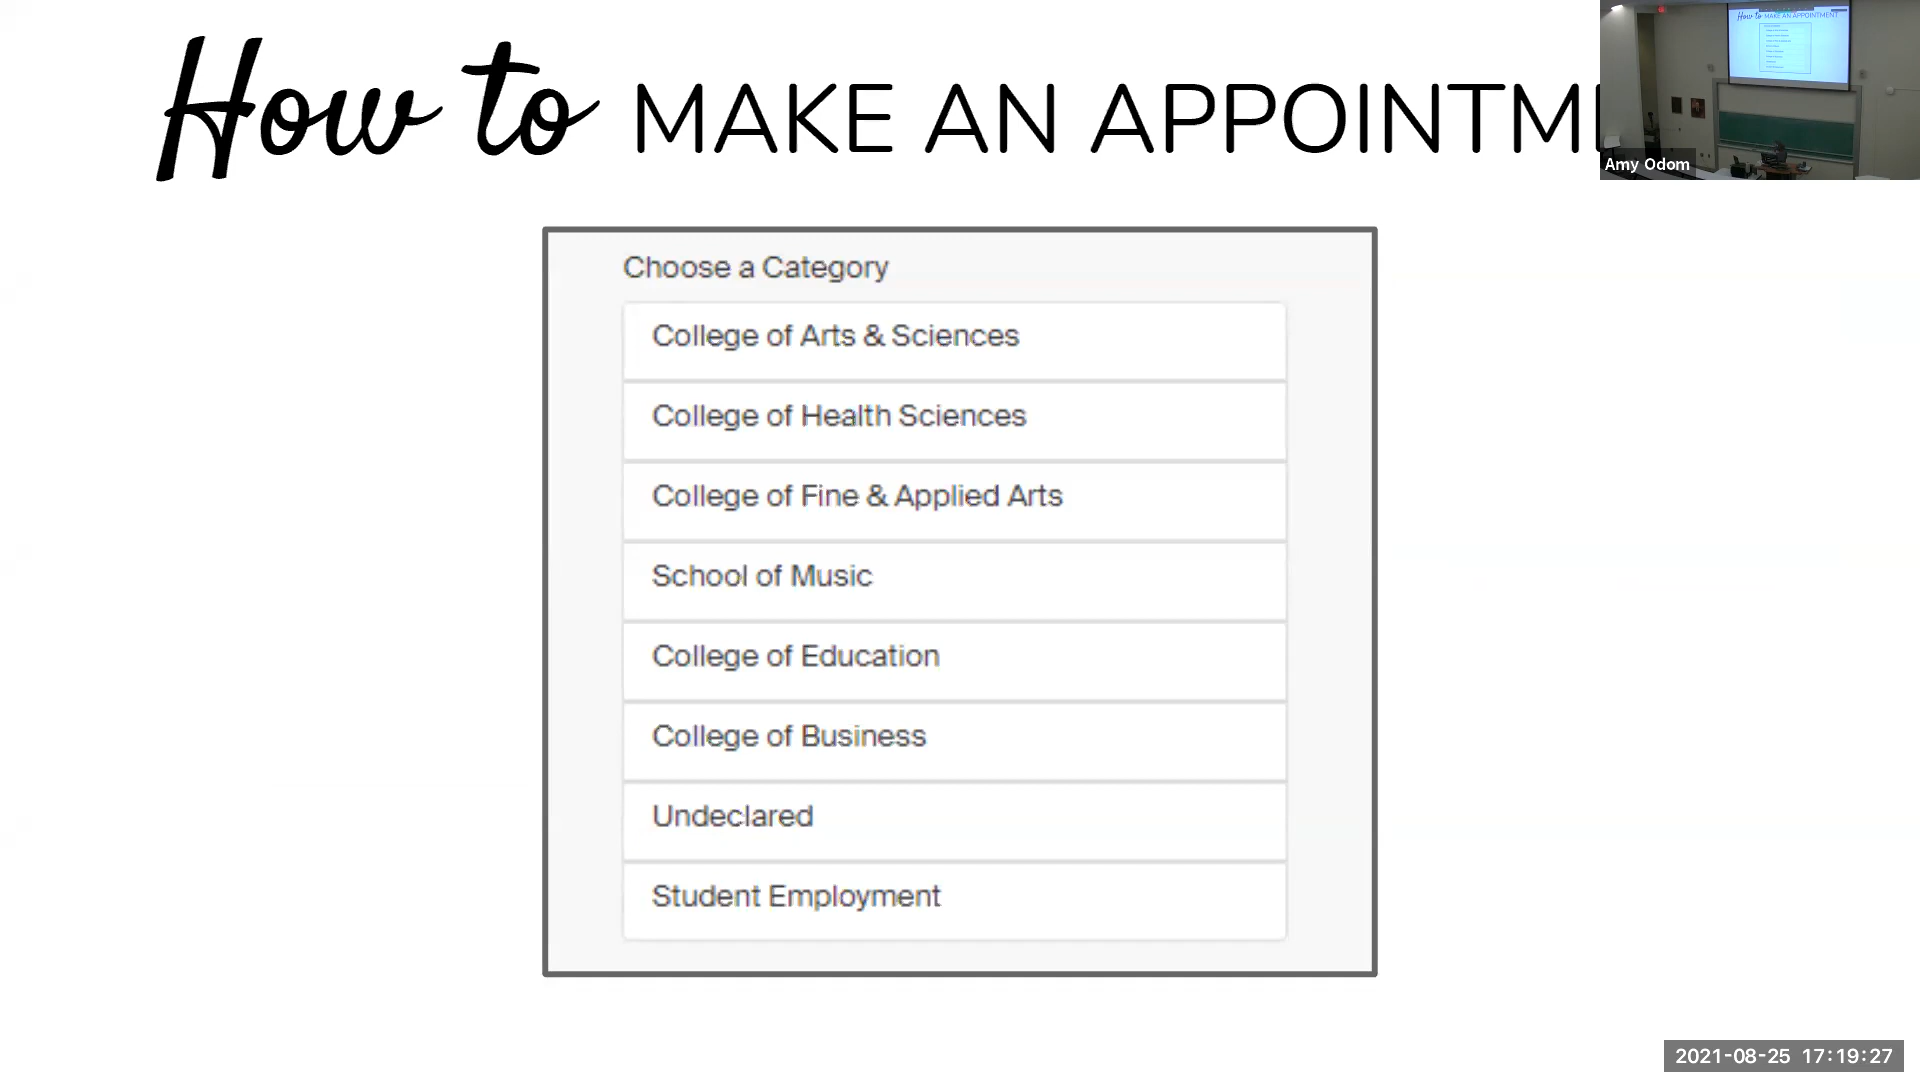 How to MAKE AN APPOINTM
Amy Odom
Choose a Category
College of Arts & Sciences
College of Health Sciences
College of Fine & Applied Arts
School of Music
College of Education
College of Business
Undeclared
Student Employment
2021-08-25 17:19:27